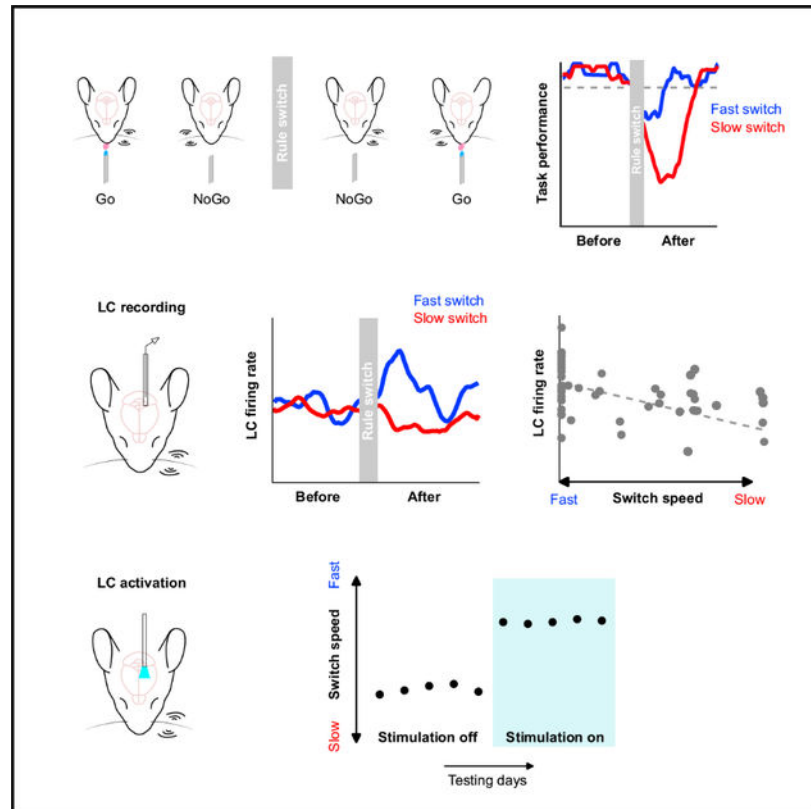 Go
NoGo
Rule switch
NoGo
Go
Task performance
Rule switch
Fast switch
Slow switch
Before
After
LC recording
LC firing rate
Rule switch
Fast switch
Slow switch
Before
After
LC firing rate
Fast
Switch speed
Slow
LC activation
Slow
Switch speed
Fast
Stimulation off
Stimulation on
Testing days